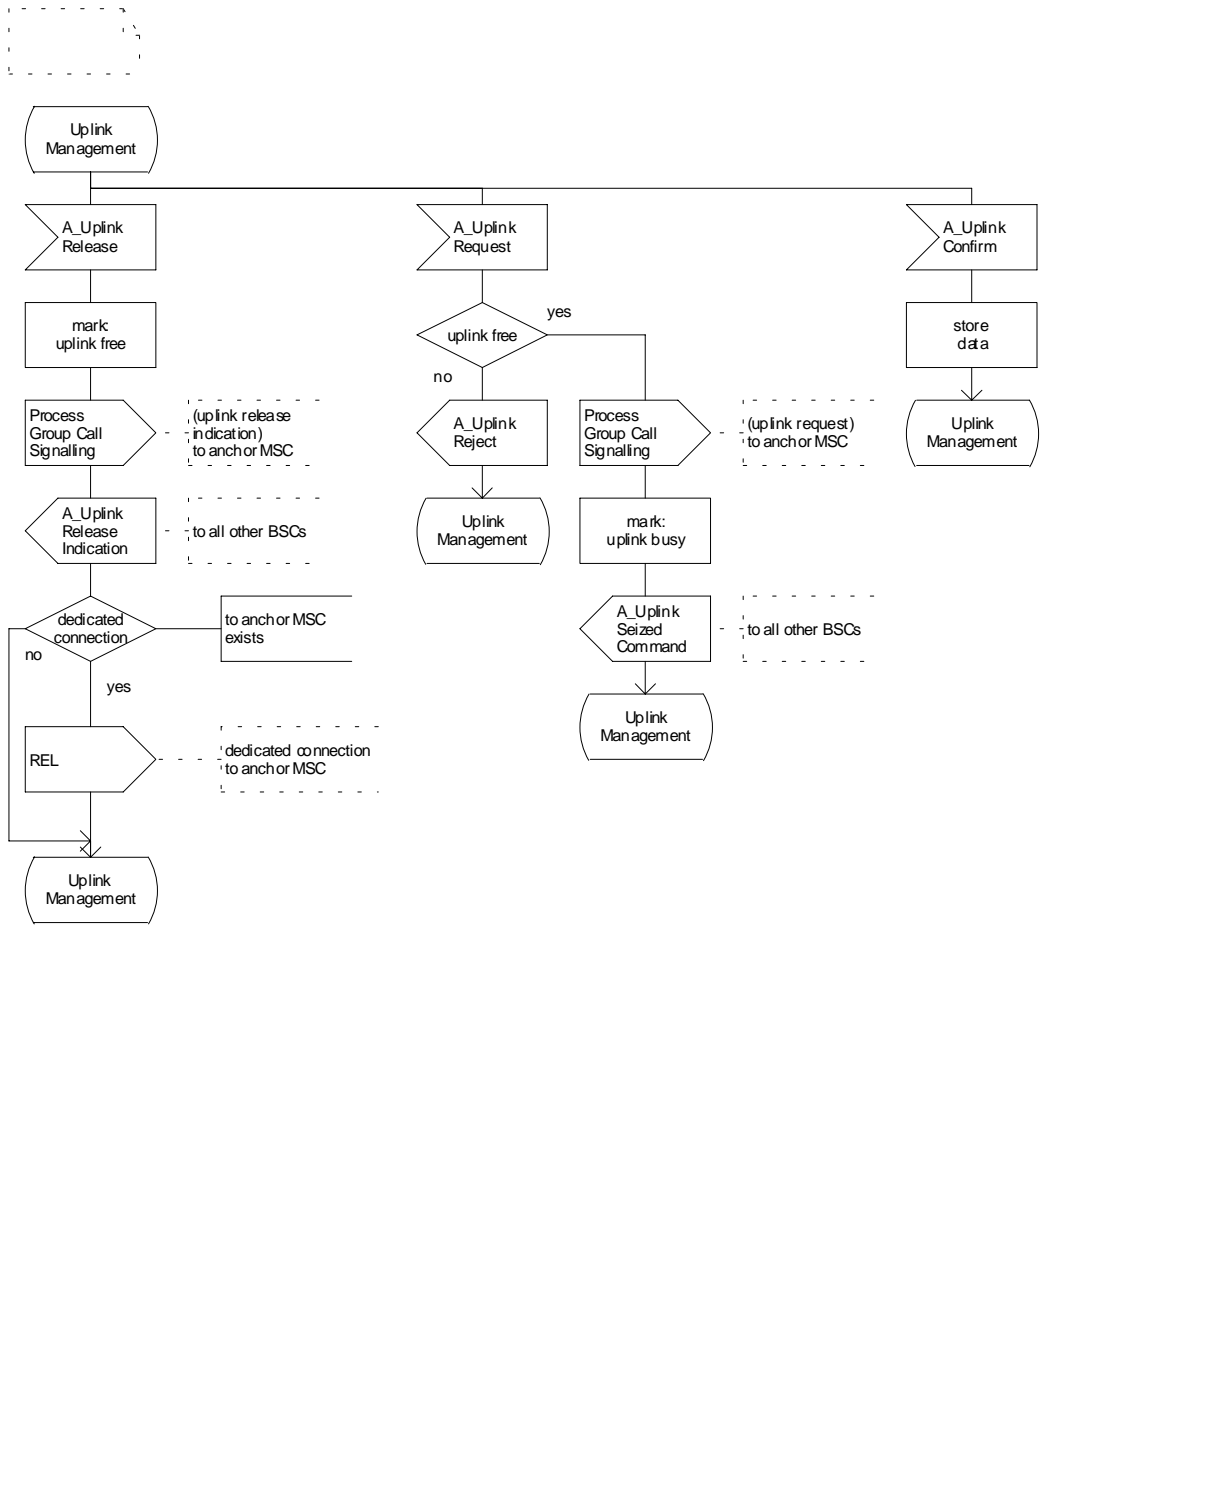 Uplink
Management
A_Uplink
Release
A_Uplink
Request
A_Uplink
Confirm
mark:
uplink free
uplink free
yes
no
store
data
Process
Group Call
Signalling
(uplink release
indication)
to anchor MSC
A_Uplink
Reject
Process
Group Call
Signalling
(uplink request)
to anchor MSC
Uplink
Management
A_Uplink
Release
Indication
to all other BSCs
Uplink
Management
mark:
uplink busy
dedicated
connection
no
yes
to anchor MSC
exists
A_Uplink
Seized
Command
to all other BSCs
REL
dedicated connection
to anchor MSC
Uplink
Management
Uplink
Management